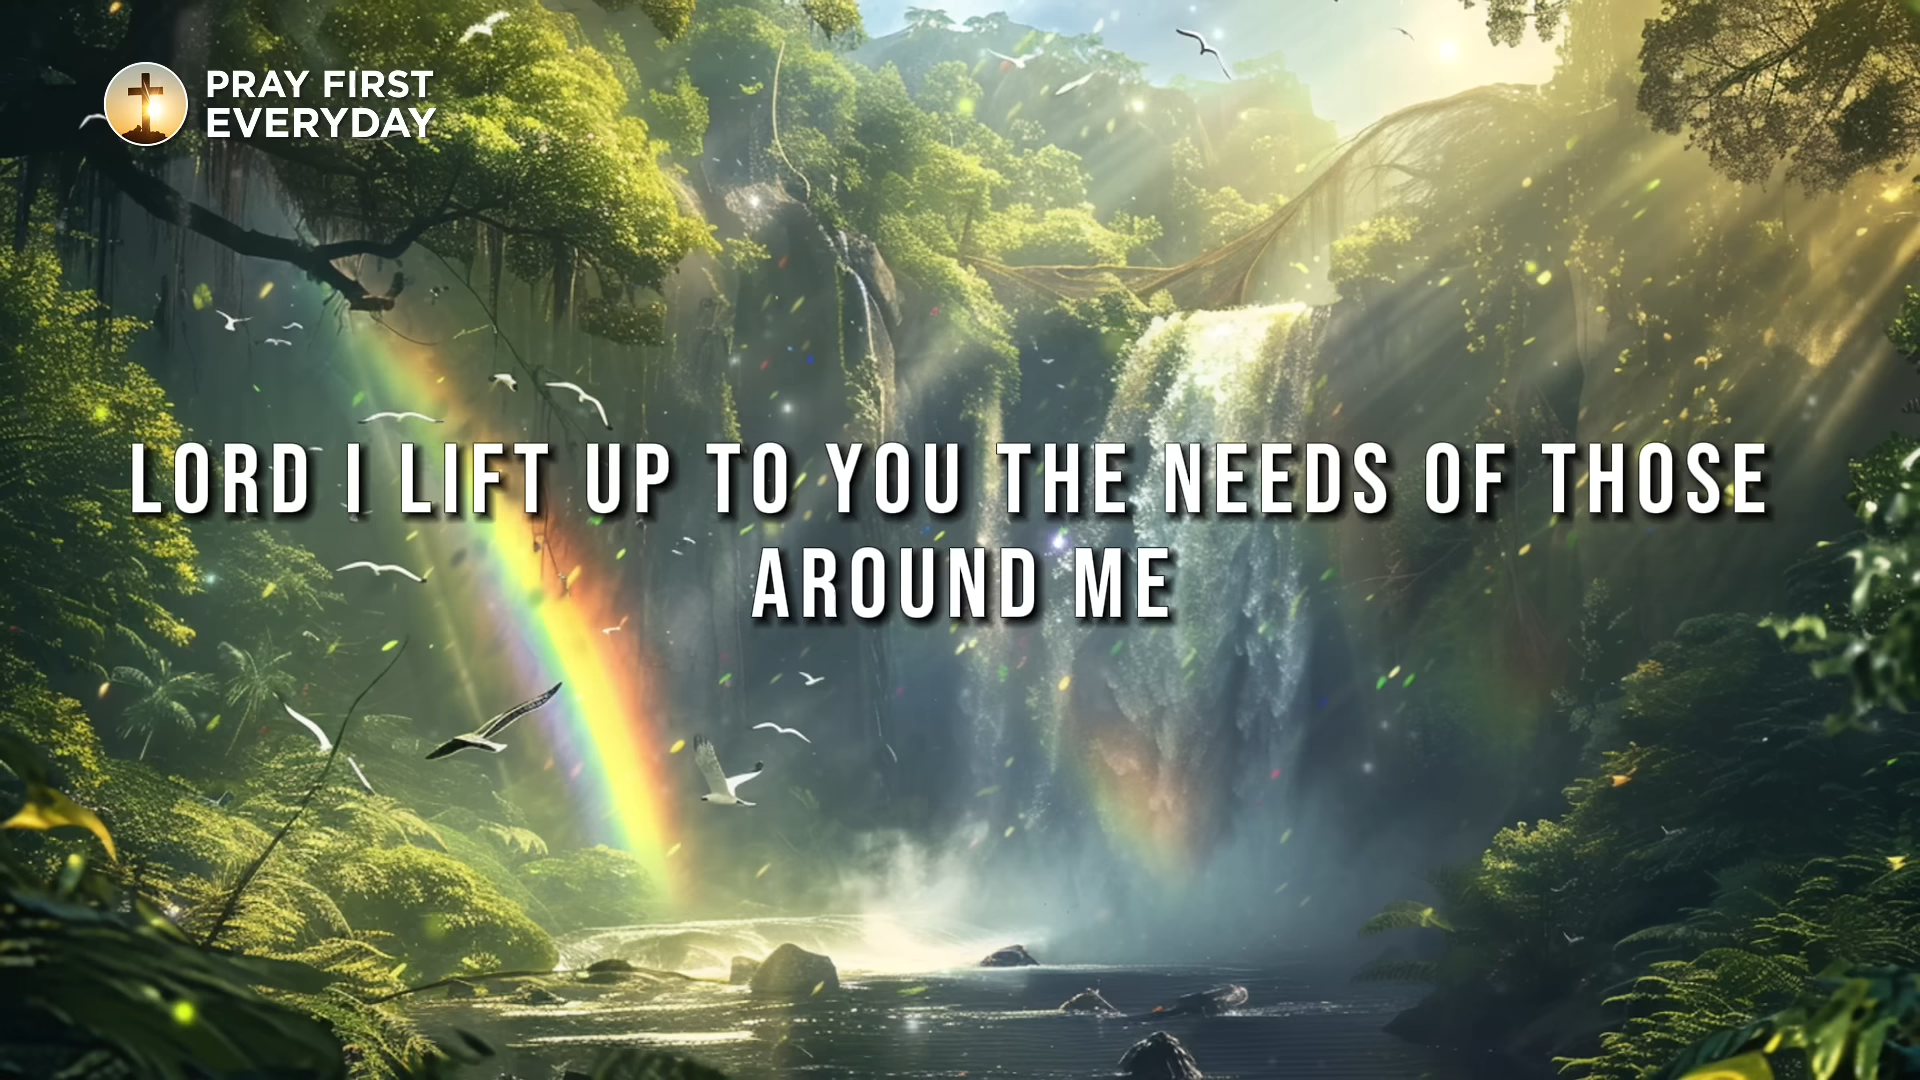 PRAY FIRST
EVERYDAY
LORD I LIFT UP TO YOU THE NEEDS OF THOSE
AROUND ME